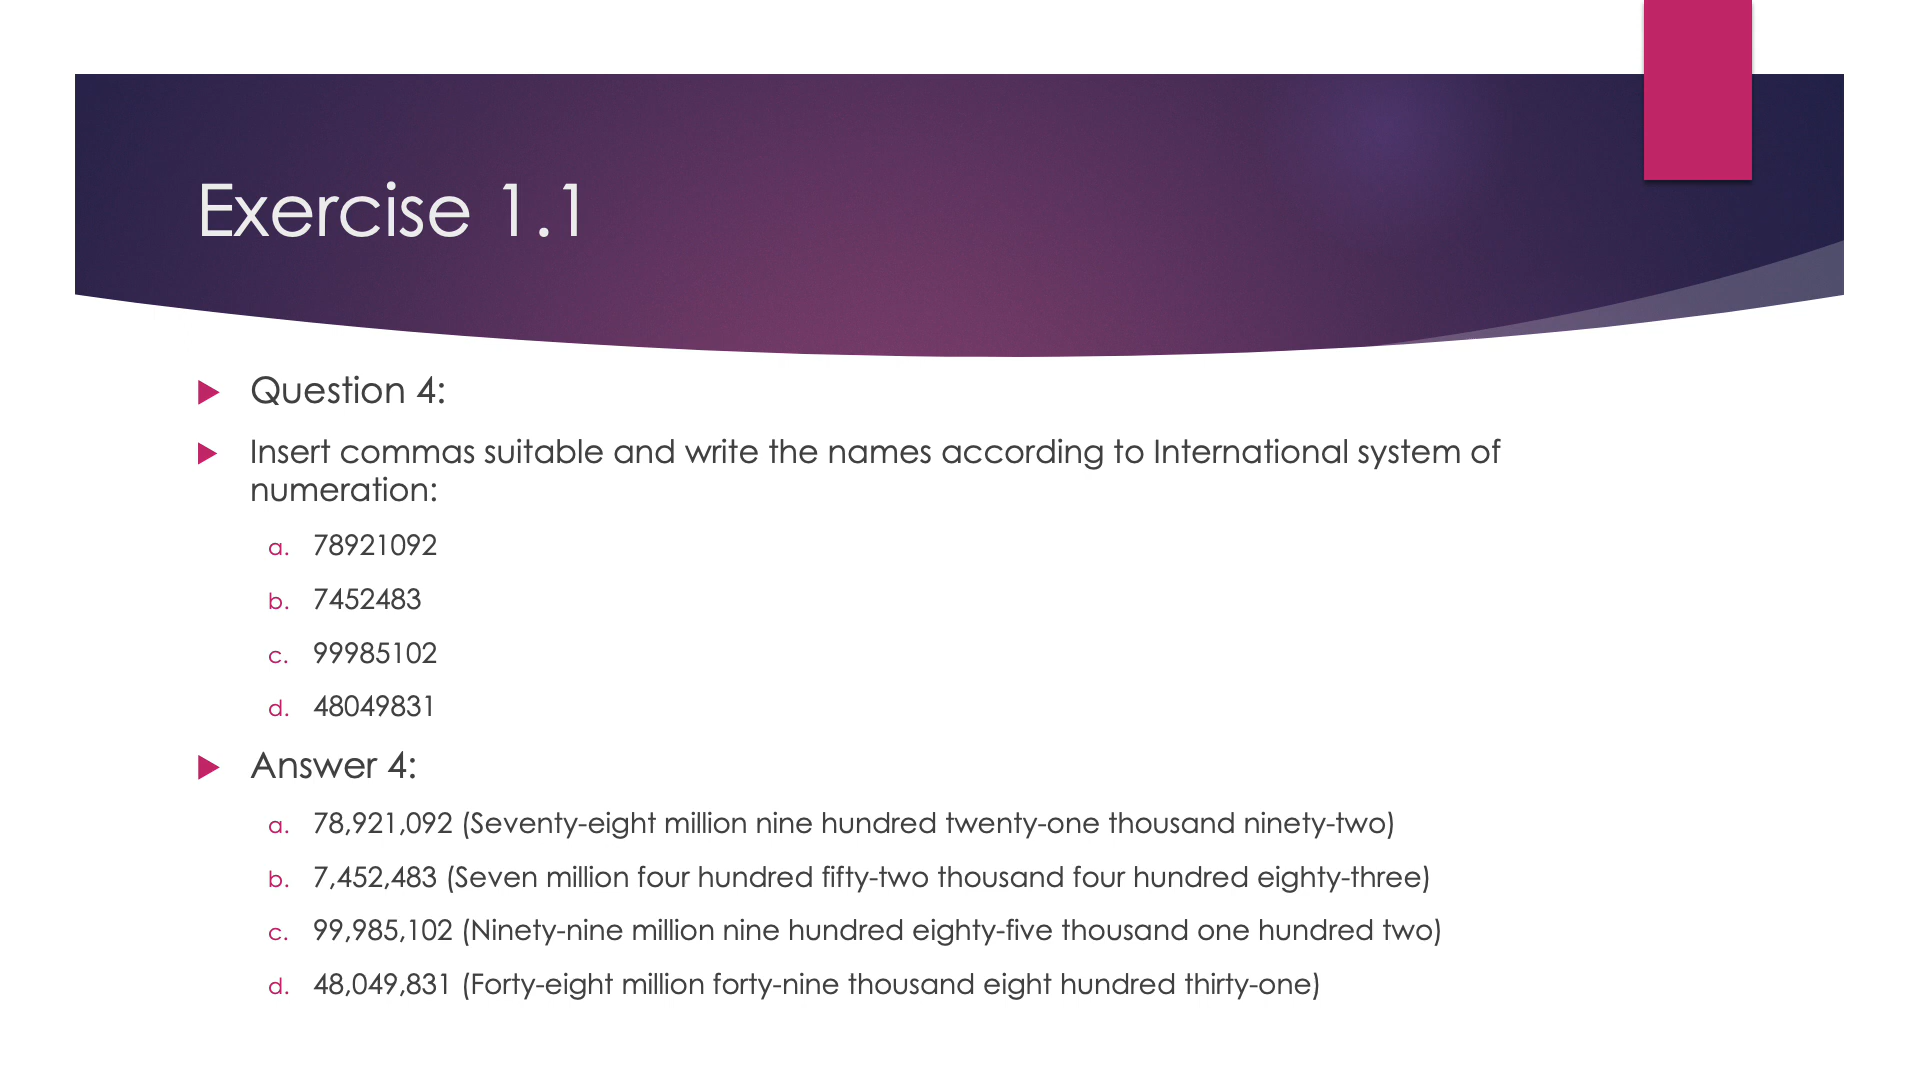 Exercise 1.1
Question 4:
Insert commas suitable and write the names according to International system of
numeration:
a. 78921092
b. 7452483
c. 99985102
d. 48049831
Answer 4:
a. 78,921,092 (Seventy-eight million nine hundred twenty-one thousand ninety-two)
b. 7,452,483 (Seven million four hundred fifty-two thousand four hundred eighty-three)
c. 99,985,102 (Ninety-nine million nine hundred eighty-five thousand one hundred two)
d. 48,049,831 (Forty-eight million forty-nine thousand eight hundred thirty-one)